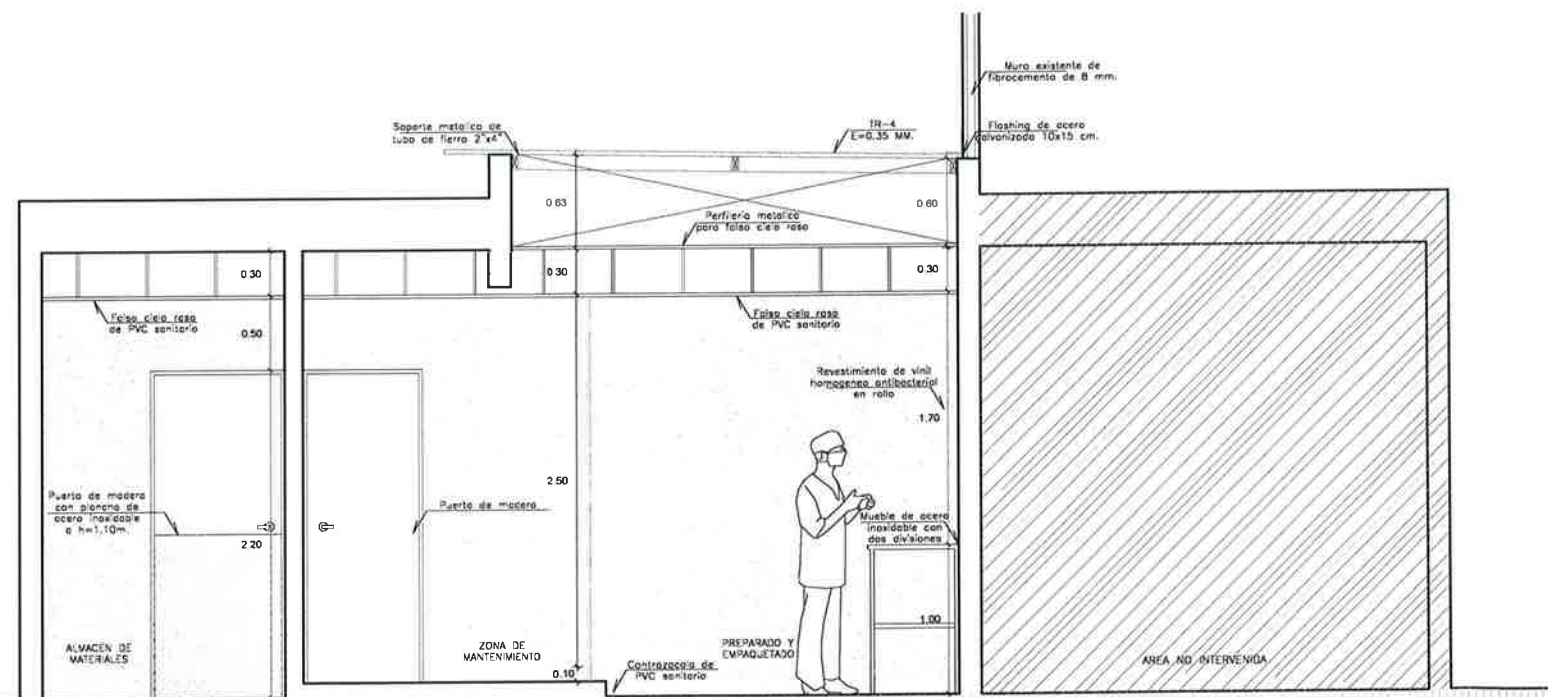 Muro existente de
fibrocemento de 8 mm.
Soporte metalico de
tubo de fierro 2"x4"
TR-4
E=0.35 MM.
Flashing de acero
galvanizado 10x15 cm.
0.63
0.60
Perfileria metalica
para falso cielo raso
0.30
0.30
0.30
Falso cielo raso
de PVC sanitario
Falso cielo raso
de PVC sanitario
0.50
Revestimiento de vinil
homogeneo antibacterial
en rollo
1.70
2.50
Puerta de madera
con plancha de
acero inoxidable
a h=1.10m.
Puerta de madera
Mueble de acero
inoxidable con
dos divisiones
2.20
1.00
ALMACEN DE
MATERIALES
ZONA DE
MANTENIMIENTO
PREPARADO Y
EMPAQUETADO
AREA NO INTERVENIDA
0.10
Contrazocalo de
PVC sanitario